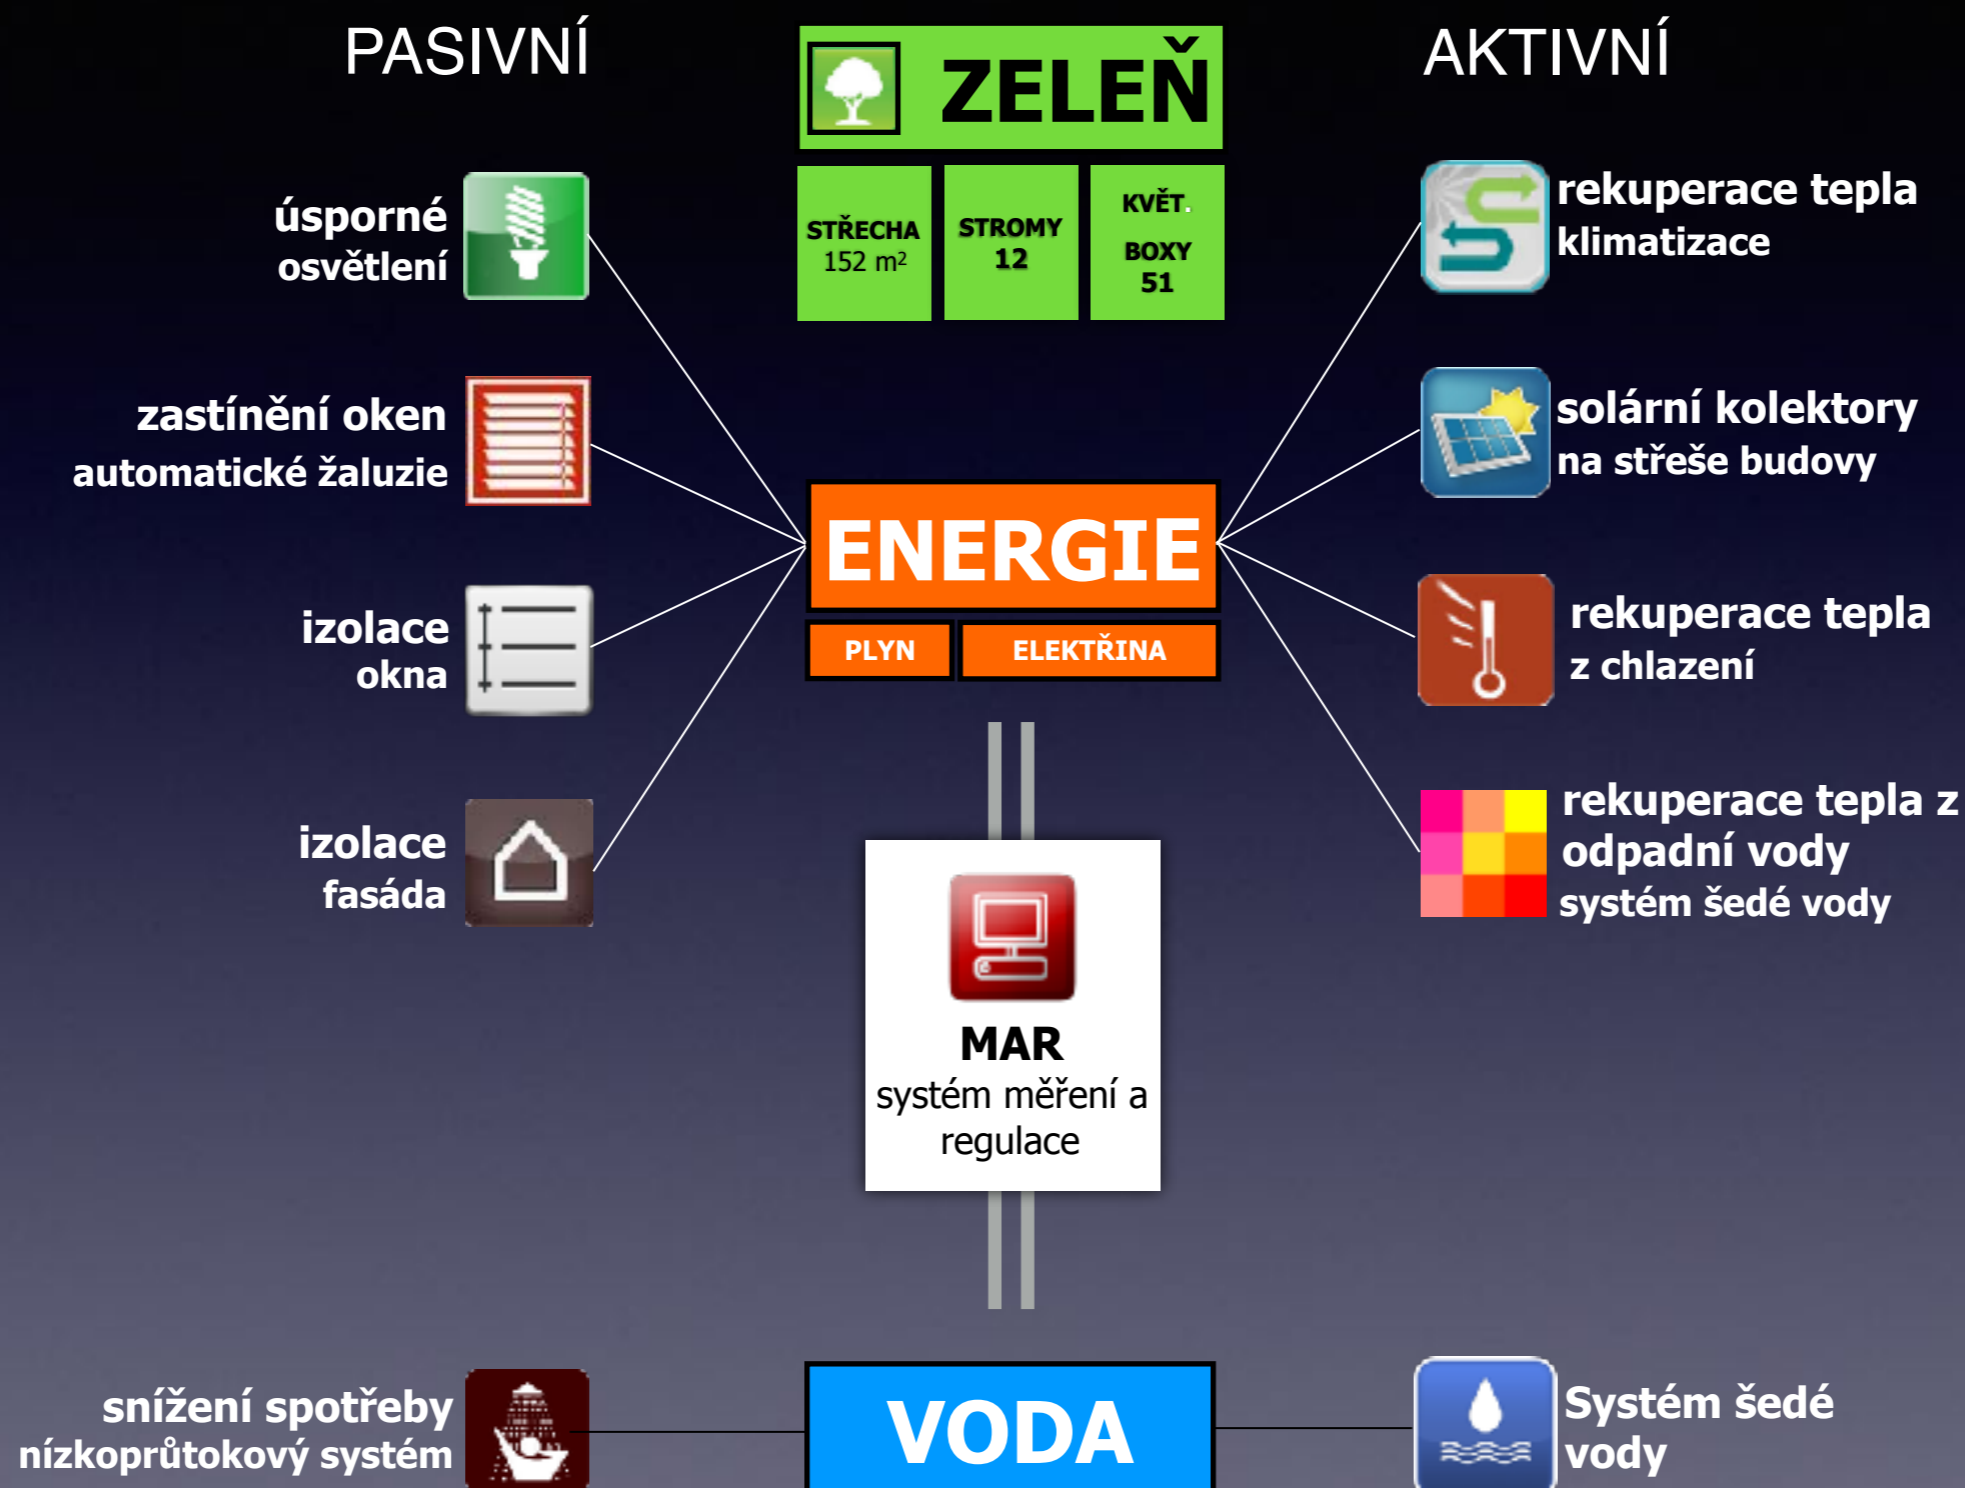 PASIVNÍ
ZELEŇ
AKTIVNÍ
STŘECHA
152 m²
STROMY
12
KVĚT.
BOXY
51
úsporné
osvětlení
zastínění oken
automatické žaluzie
izolace
okna
izolace
fasáda
ENERGIE
PLYN
ELEKTŘINA
rekuperace tepla
klimatizace
solární kolektory
na střeše budovy
rekuperace tepla
z chlazení
rekuperace tepla z
odpadní vody
systém šedé vody
MAR
systém měření a
regulace
snížení spotřeby
nízkoprůtokový systém
VODA
Systém šedé
vody